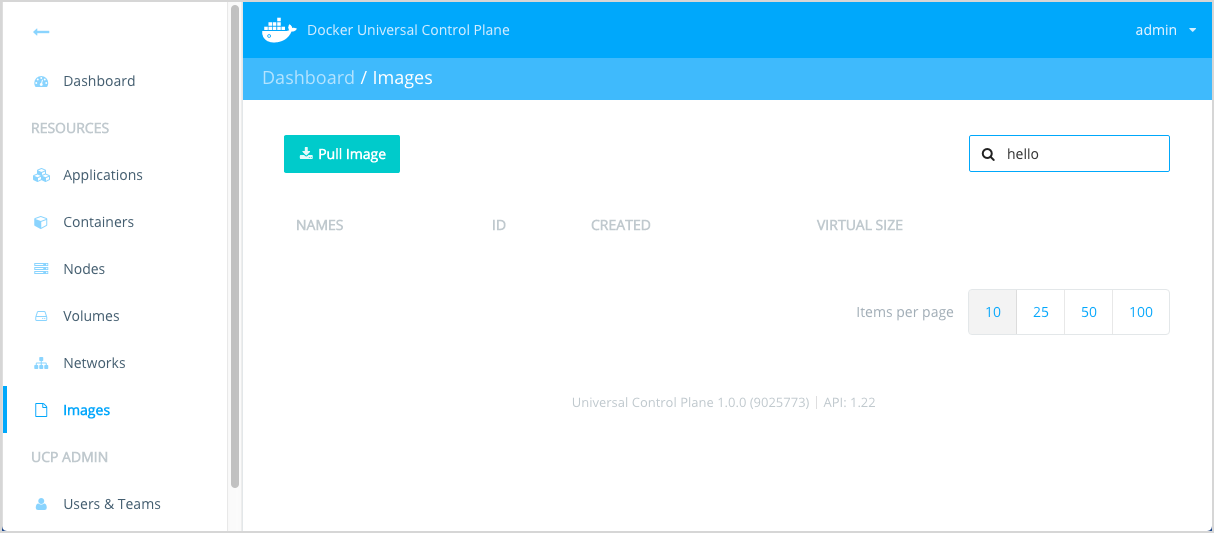 Dashboard
RESOURCES
Applications
Containers
Nodes
Volumes
Networks
Images
UCP ADMIN
Users & Teams
Docker Universal Control Plane
admin
Dashboard / Images
Pull Image
hello
NAMES ID CREATED VIRTUAL SIZE
Items per page 10 25 50 100
Universal Control Plane 1.0.0 (9025773) | API: 1.22